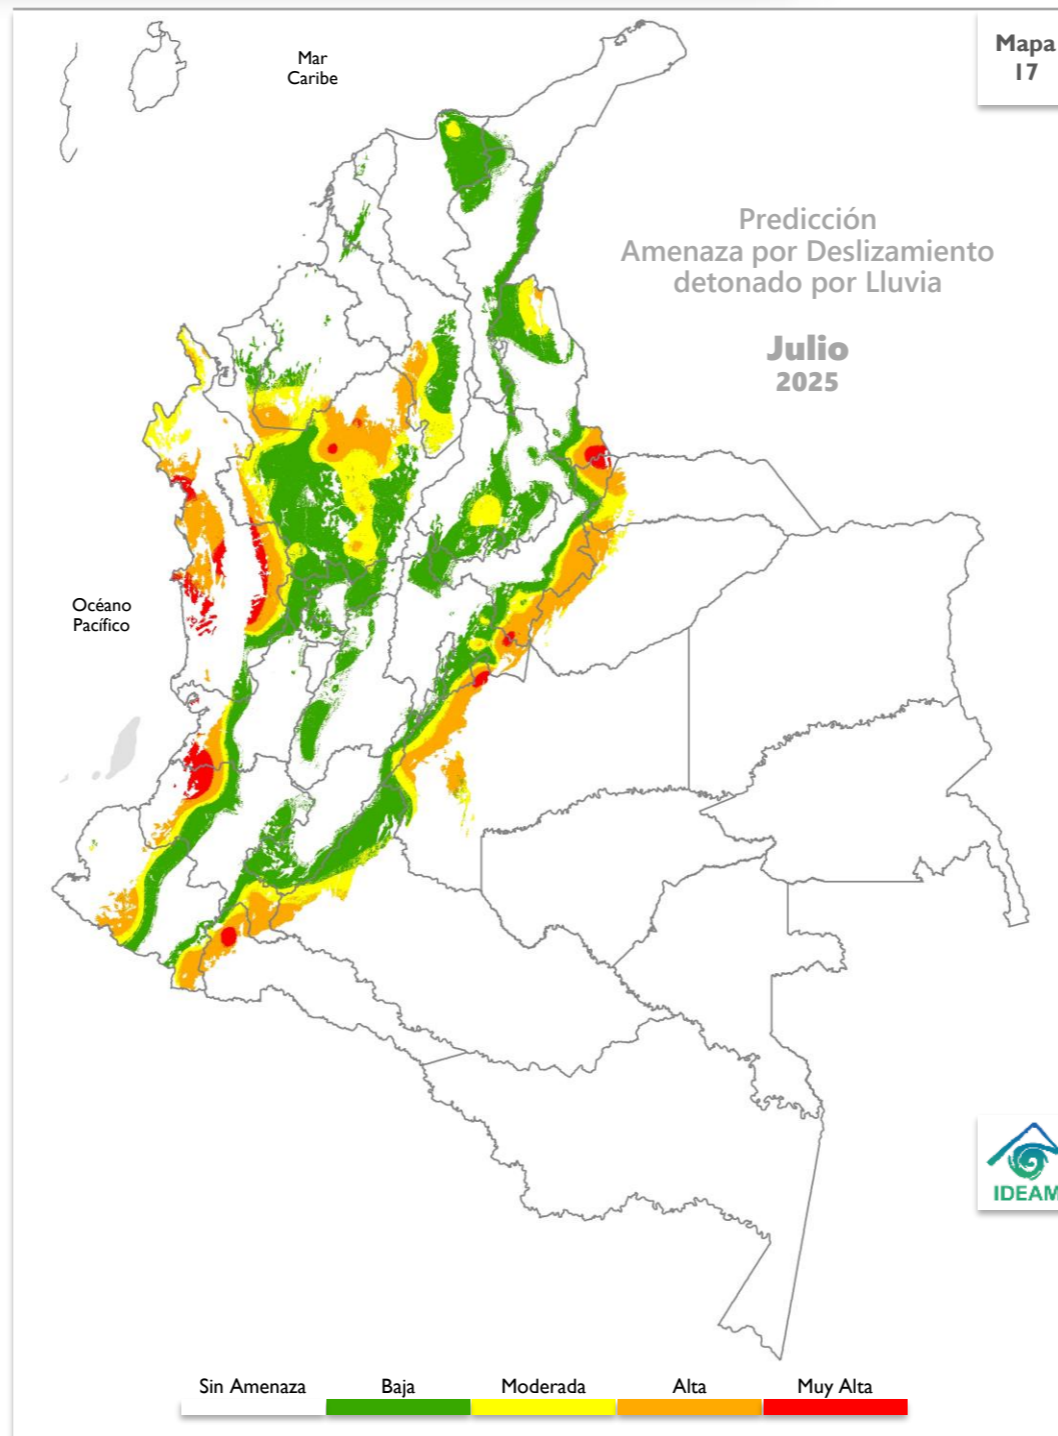 Mapa
17
Mar
Caribe
Predicción
Amenaza por Deslizamiento
detonado por Lluvia
Julio
2025
Océano
Pacífico
IDEAM
Sin Amenaza
Baja
Moderada
Alta
Muy Alta